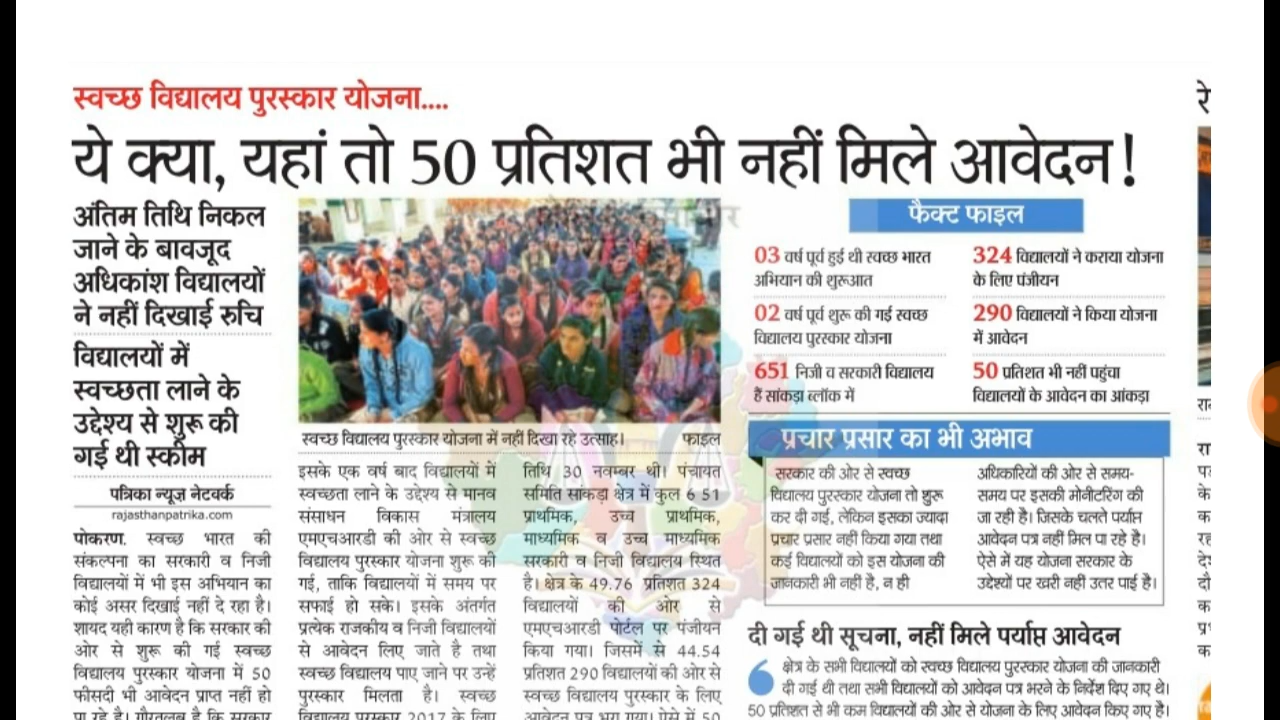 स्वच्छ विद्यालय पुरस्कार योजना....
ये क्या, यहां तो 50 प्रतिशत भी नहीं मिले आवेदन!
अंतिम तिथि निकल
जाने के बावजूद
अधिकांश विद्यालयों
ने नहीं दिखाई रुचि
विद्यालयों में
स्वच्छता लाने के
उद्देश्य से शुरू की
गई थी स्कीम
पत्रिका न्यूज नेटवर्क
rajasthanpatrika.com
पोकरण. स्वच्छ भारत की
संकल्पना का सरकारी व निजी
विद्यालयों में भी इस अभियान का
कोई असर दिखाई नहीं दे रहा है।
शायद यही कारण है कि सरकार की
ओर से शुरू की गई स्वच्छ
विद्यालय पुरस्कार योजना में 50
फीसदी भी आवेदन प्राप्त नहीं हो
पा रहे है। गौरतलब है कि सरकार
स्वच्छ विद्यालय पुरस्कार योजना में नहीं दिखा रहे उत्साह।
फाइल
इसके एक वर्ष बाद विद्यालयों में
स्वच्छता लाने के उद्देश्य से मानव
संसाधन विकास मंत्रालय
एमएचआरडी की ओर से स्वच्छ
विद्यालय पुरस्कार योजना शुरू की
गई, ताकि विद्यालयों में समय पर
सफाई हो सके। इसके अंतर्गत
प्रत्येक राजकीय व निजी विद्यालयों
से आवेदन लिए जाते है तथा
स्वच्छ विद्यालय पाए जाने पर उन्हें
पुरस्कार मिलता है। स्वच्छ
विद्यालय पुरस्कार 2017 के लिए
तिथि 30 नवम्बर थी। पंचायत
समिति सांकड़ा क्षेत्र में कुल 6 51
प्राथमिक, उच्च प्राथमिक,
माध्यमिक व उच्च माध्यमिक
सरकारी व निजी विद्यालय स्थित
है। क्षेत्र के 49.76 प्रतिशत 324
विद्यालयों की ओर से
एमएचआरडी पोर्टल पर पंजीयन
किया गया। जिसमें से 44.54
प्रतिशत 290 विद्यालयों की ओर से
स्वच्छ विद्यालय पुरस्कार के लिए
आवेदन पत्र भरा गया। ऐसे में 50
फैक्ट फाइल
03 वर्ष पूर्व हुई थी स्वच्छ भारत
अभियान की शुरूआत
02 वर्ष पूर्व शुरू की गई स्वच्छ
विद्यालय पुरस्कार योजना
651 निजी व सरकारी विद्यालय
हैं सांकड़ा ब्लॉक में
324 विद्यालयों ने कराया योजना
के लिए पंजीयन
290 विद्यालयों ने किया योजना
में आवेदन
50 प्रतिशत भी नहीं पहुंचा
विद्यालयों के आवेदन का आंकड़ा
प्रचार प्रसार का भी अभाव
सरकार की ओर से स्वच्छ
विद्यालय पुरस्कार योजना तो शुरू
कर दी गई, लेकिन इसका ज्यादा
प्रचार प्रसार नहीं किया गया तथा
कई विद्यालयों को इस योजना की
जानकारी भी नहीं है, न ही
अधिकारियों की ओर से समय-
समय पर इसकी मोनीटरिंग की
जा रही है। जिसके चलते पर्याप्त
आवेदन पत्र नहीं मिल पा रहे है।
ऐसे में यह योजना सरकार के
उद्देश्यों पर खरी नहीं उतर पाई है।
दी गई थी सूचना, नहीं मिले पर्याप्त आवेदन
क्षेत्र के सभी विद्यालयों को स्वच्छ विद्यालय पुरस्कार योजना की जानकारी
दी गई थी तथा सभी विद्यालयों को आवेदन पत्र भरने के निर्देश दिए गए थे।
50 प्रतिशत से भी कम विद्यालयों की ओर से योजना के लिए आवेदन किए गए है।